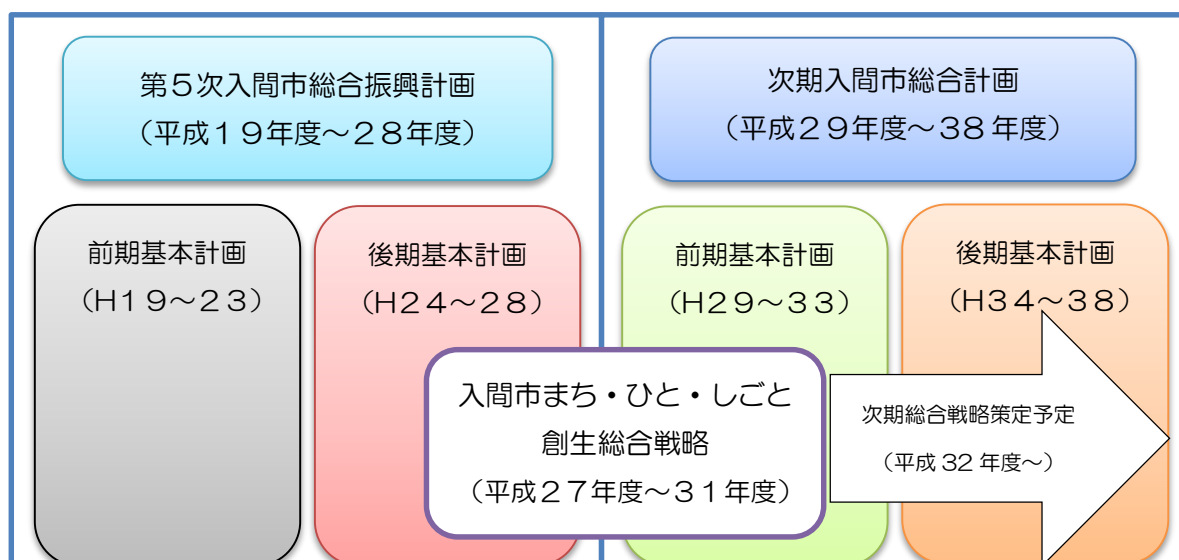 第５次入間市総合振興計画
（平成１９年度～２８年度）
次期入間市総合計画
（平成２９年度～38 年度）
前期基本計画
（H１９～２３）
後期基本計画
（H２４～２８）
前期基本計画
（H２９～３３）
後期基本計画
（H３４～３８）
入間市まち・ひと・しごと
創生総合戦略
（平成２７年度～３１年度）
次期総合戦略策定予定
（平成 32 年度～）